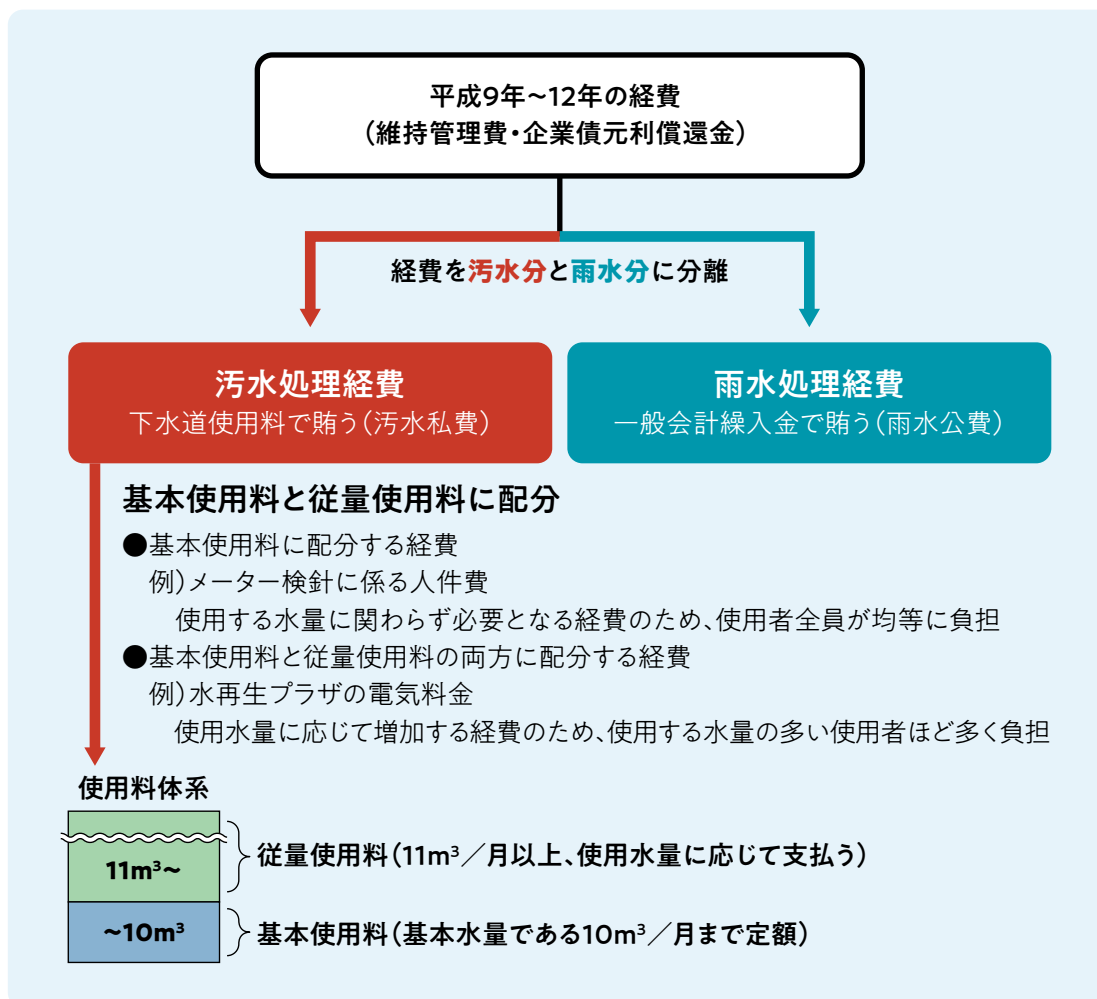 平成9年～12年の経費
（維持管理費・企業債元利償還金）
経費を汚水分と雨水分に分離
汚水処理経費
下水道使用料で賄う（汚水私費）
雨水処理経費
一般会計繰入金で賄う（雨水公費）
基本使用料と従量使用料に配分
●基本使用料に配分する経費
例）メーター検針に係る人件費
使用する水量に関わらず必要となる経費のため、使用者全員が均等に負担
●基本使用料と従量使用料の両方に配分する経費
例）水再生プラザの電気料金
使用水量に応じて増加する経費のため、使用する水量の多い使用者ほど多く負担
使用料体系
11m³～
従量使用料（11m³／月以上、使用水量に応じて支払う）
～10m³
基本使用料（基本水量である10m³／月まで定額）